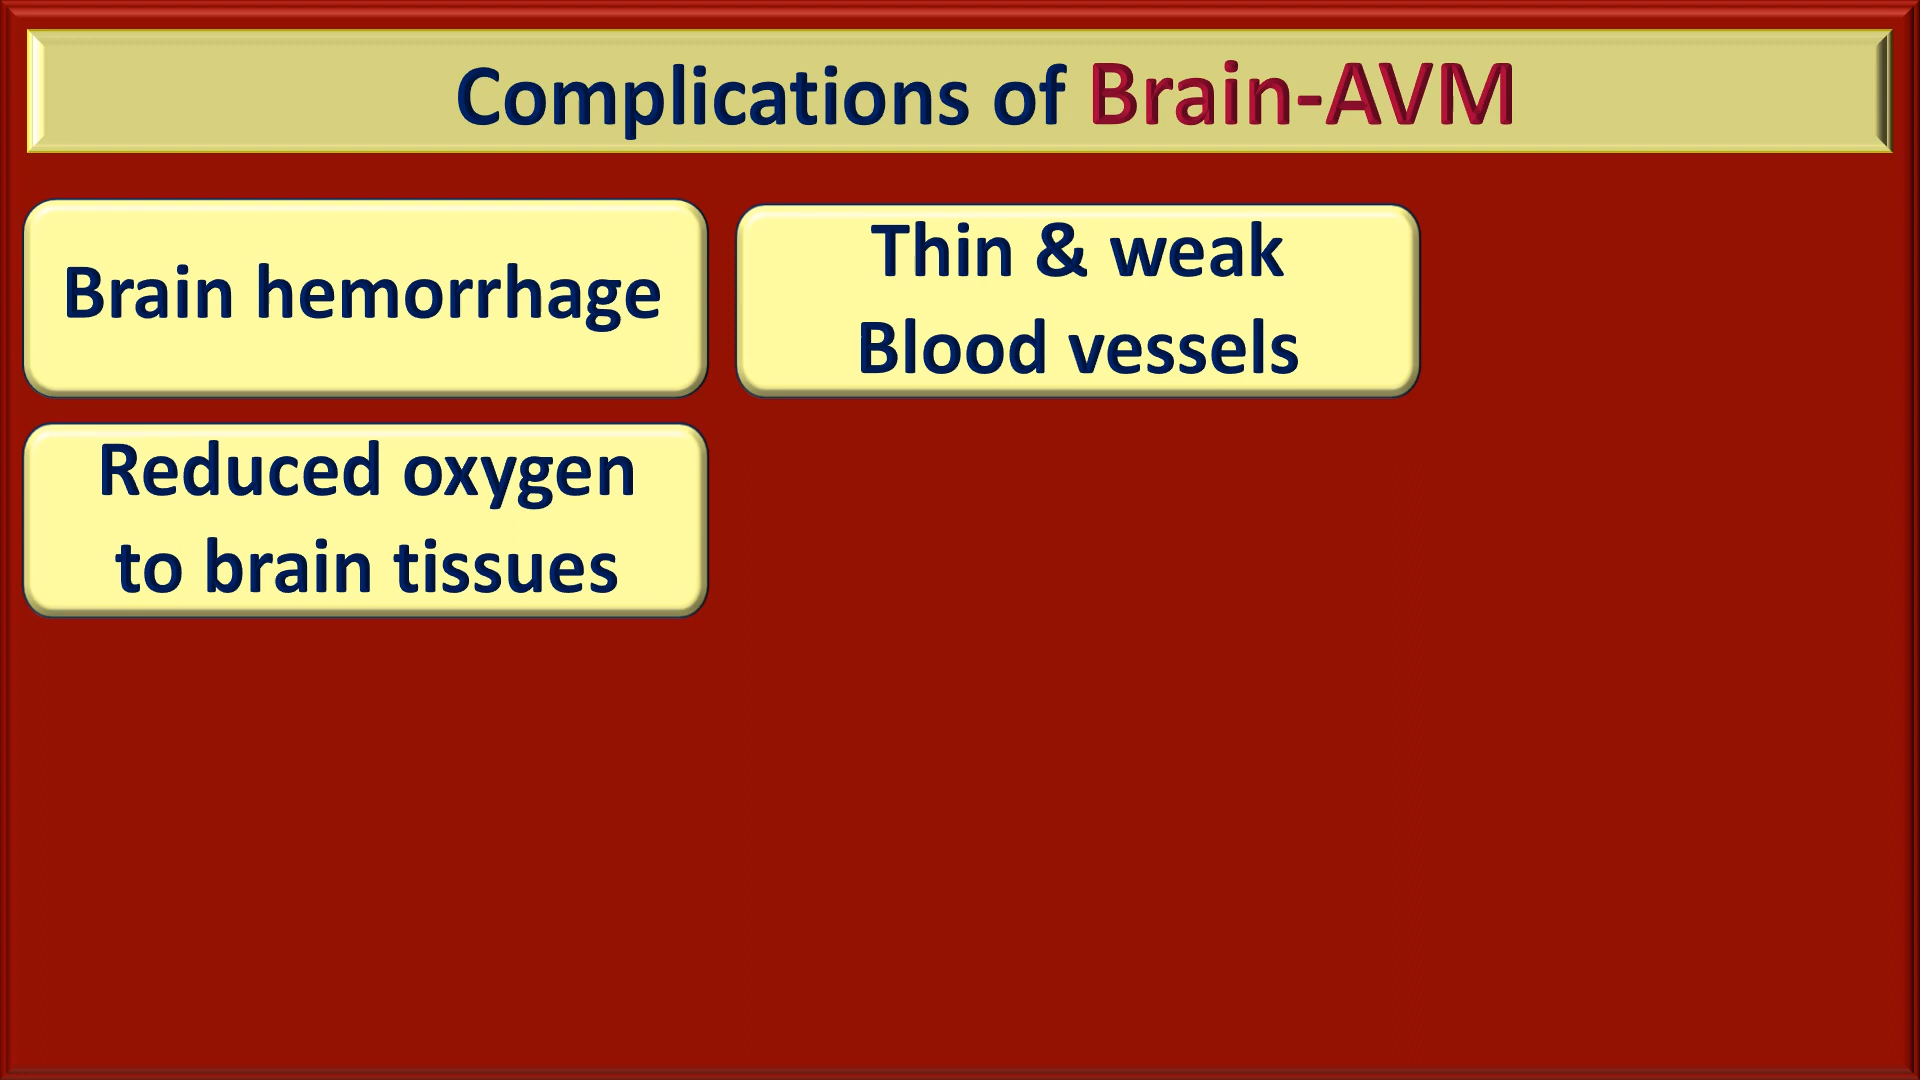 Complications of Brain-AVM
Brain hemorrhage
Thin & weak
Blood vessels
Reduced oxygen
to brain tissues